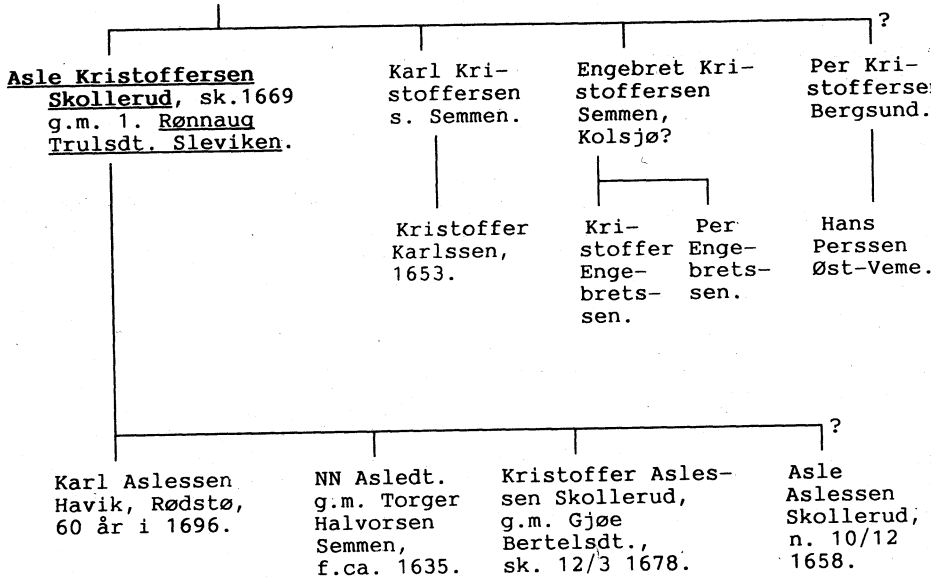 ?
Asle Kristoffersen
Skollerud, sk.1669
g.m. 1. Rønnaug
Trulsdt. Sleviken.
Karl Kri-
stoffersen
s. Semmen.
Engebret Kri-
stoffersen
Semmen,
Kolsjø?
Per Kri-
stoffersen
Bergsund.
Kristoffer
Karlssen,
1653.
Kri-
stoffer
Enge-
brets-
sen.
Per
Enge-
brets-
sen.
Hans
Perssen
Øst-Veme.
?
Karl Aslessen
Havik, Rødstø,
60 år i 1696.
NN Asledt.
g.m. Torger
Halvorsen
Semmen,
f.ca. 1635.
Kristoffer Asles-
sen Skollerud,
g.m. Gjøe
Bertelsdt.,
sk. 12/3 1678.
Asle
Aslessen
Skollerud,
n. 10/12
1658.